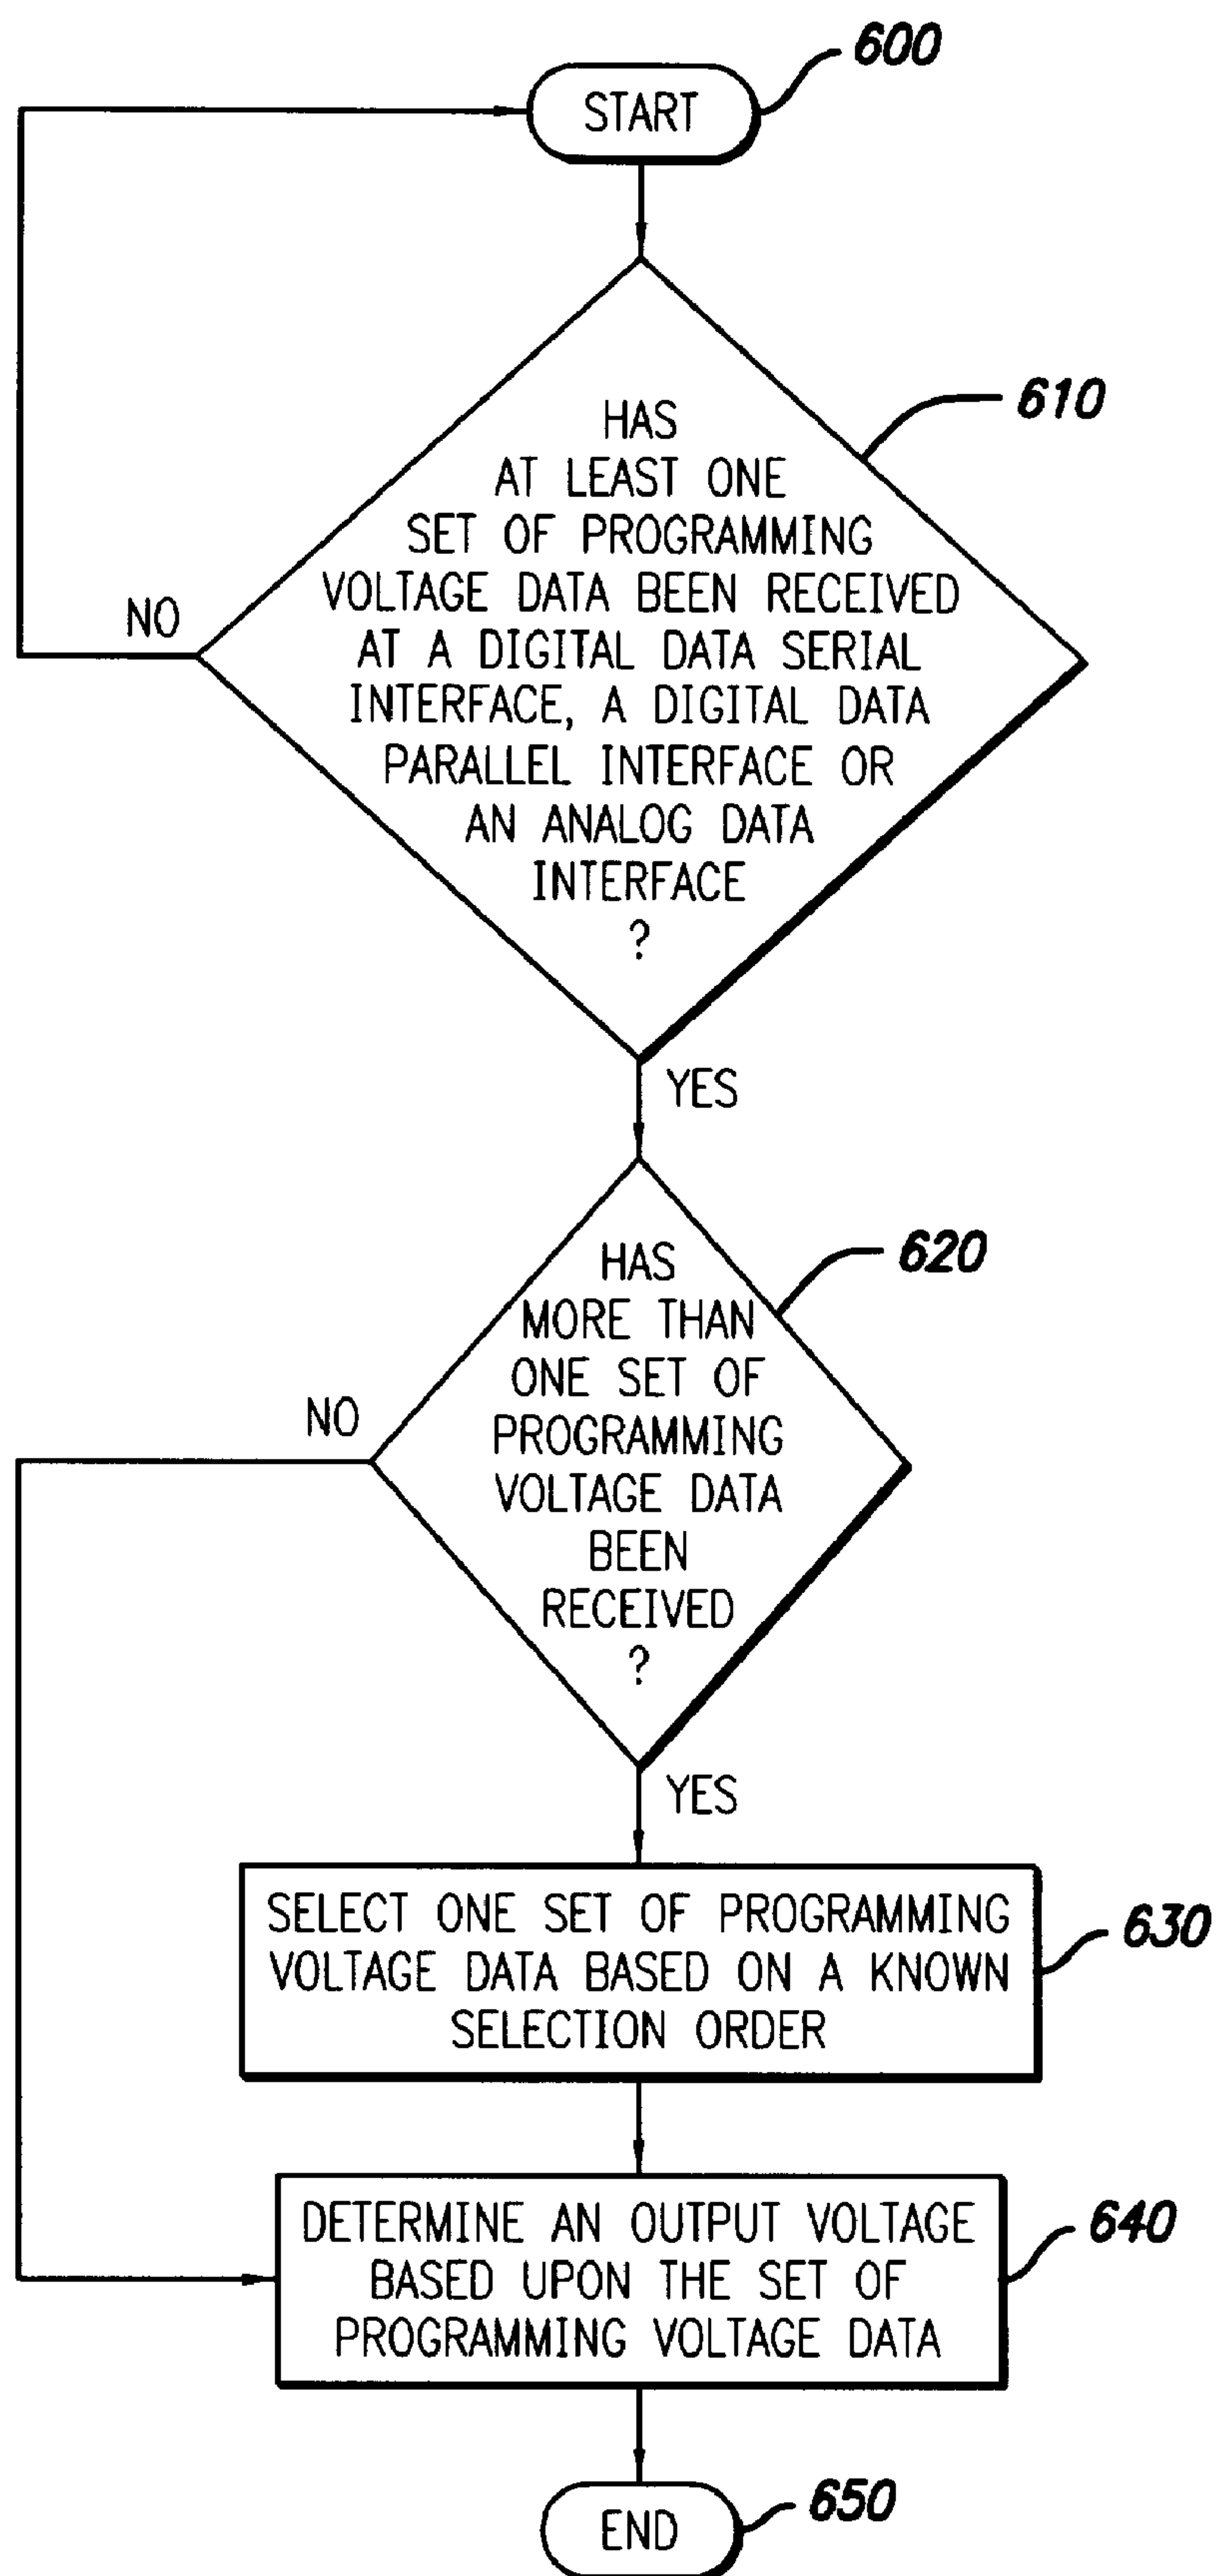 600
START
610
HAS
AT LEAST ONE
SET OF PROGRAMMING
VOLTAGE DATA BEEN RECEIVED
AT A DIGITAL DATA SERIAL
INTERFACE, A DIGITAL DATA
PARALLEL INTERFACE OR
AN ANALOG DATA
INTERFACE
?
NO
YES
620
HAS
MORE THAN
ONE SET OF
PROGRAMMING
VOLTAGE DATA
BEEN
RECEIVED
?
NO
YES
SELECT ONE SET OF PROGRAMMING
VOLTAGE DATA BASED ON A KNOWN
SELECTION ORDER
630
DETERMINE AN OUTPUT VOLTAGE
BASED UPON THE SET OF
PROGRAMMING VOLTAGE DATA
640
END
650